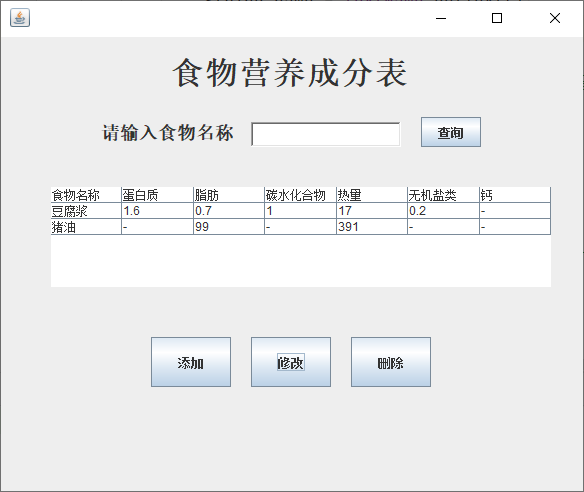 食物营养成分表
请输入食物名称 查询
食物名称 蛋白质 脂肪 碳水化合物 热量 无机盐类 钙
豆腐浆 1.6 0.7 1 17 0.2 -
猪油 - 99 - 391 - -
添加 修改 删除